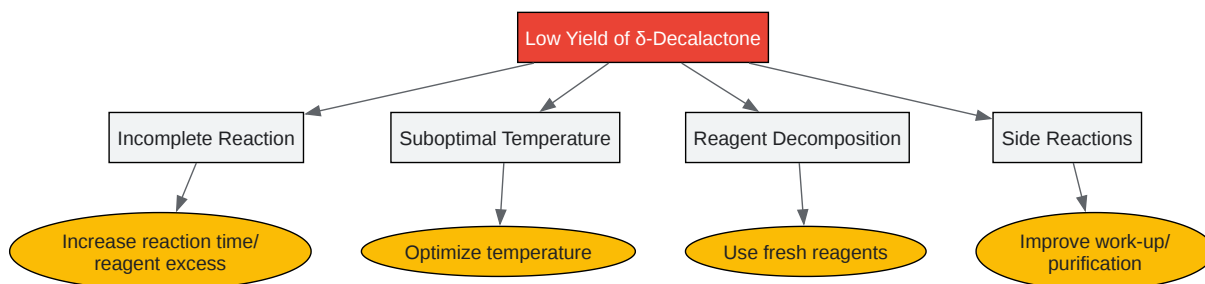 Low Yield of δ-Decalactone
Incomplete Reaction
Suboptimal Temperature
Reagent Decomposition
Side Reactions
Increase reaction time/
reagent excess
Optimize temperature
Use fresh reagents
Improve work-up/
purification